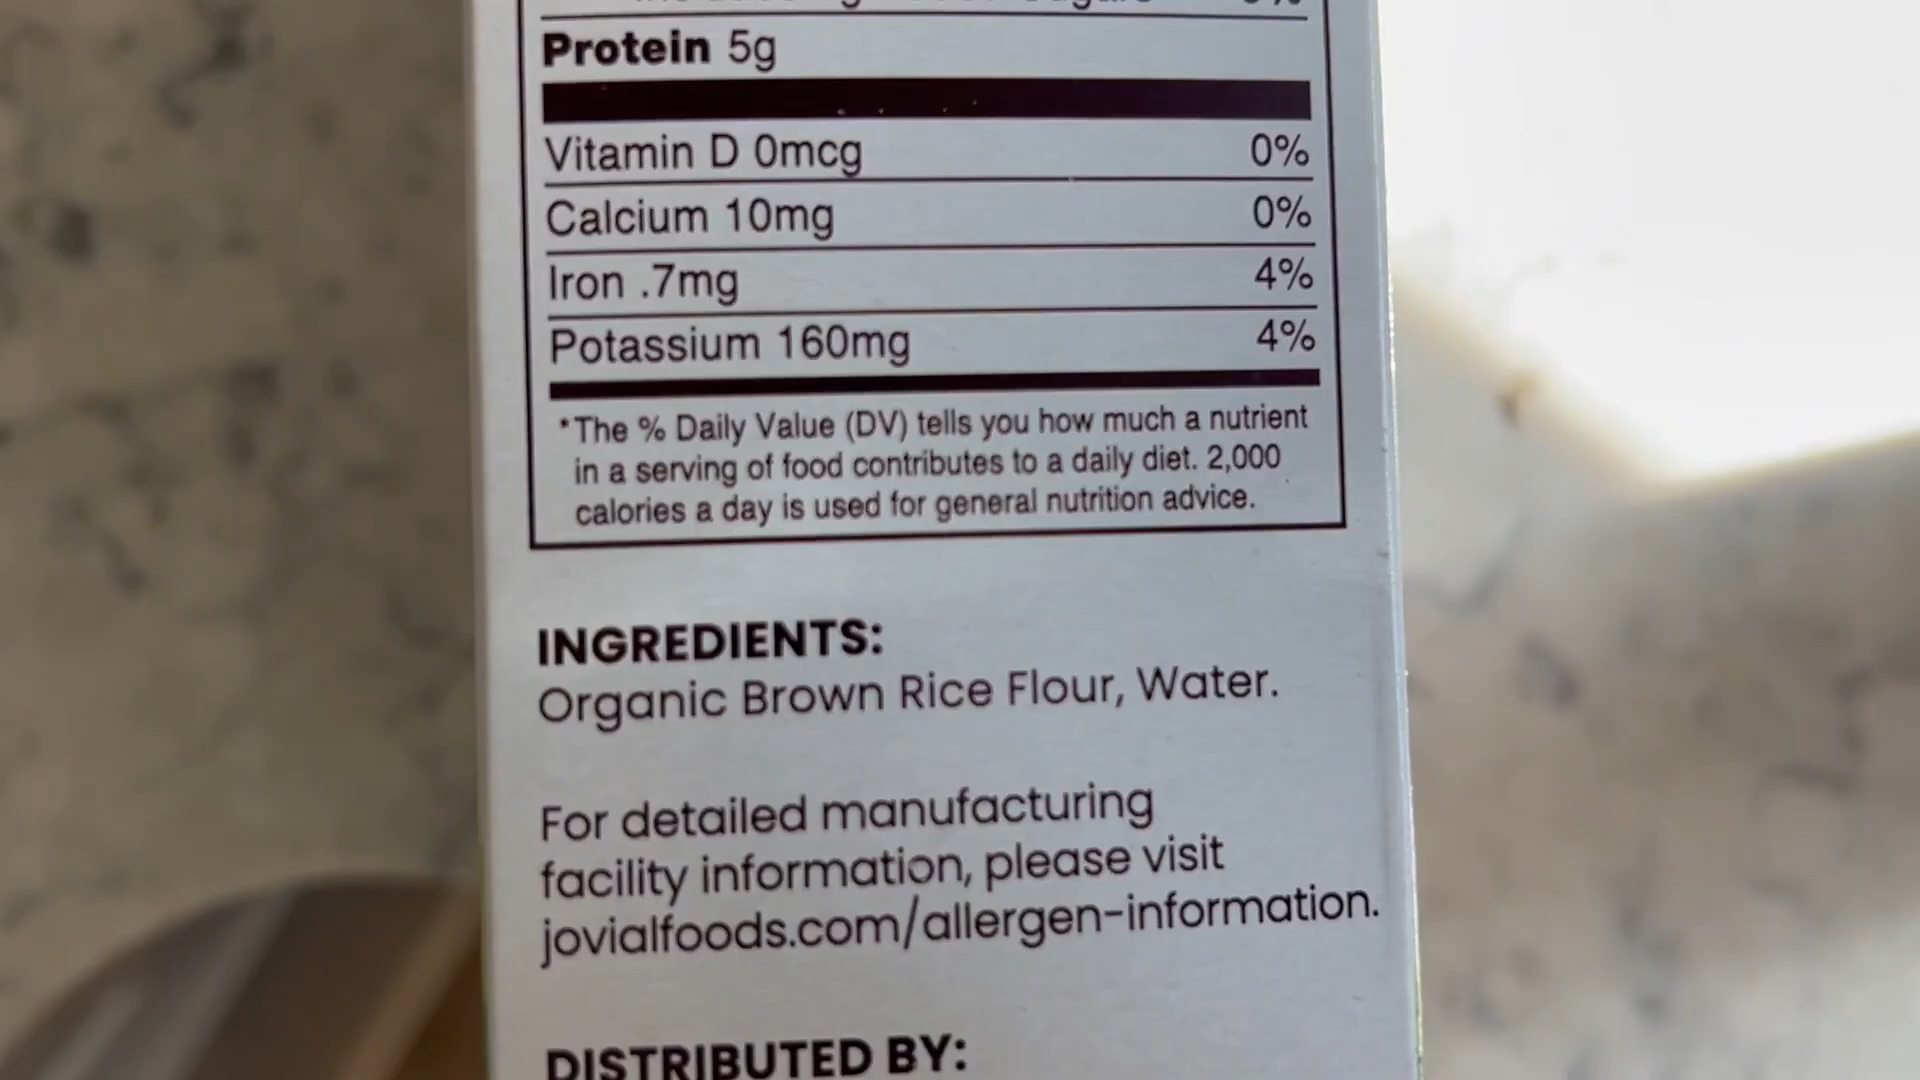 Protein 5g
Vitamin D 0mcg 0%
Calcium 10mg 0%
Iron .7mg 4%
Potassium 160mg 4%
*The % Daily Value (DV) tells you how much a nutrient
in a serving of food contributes to a daily diet. 2,000
calories a day is used for general nutrition advice.
INGREDIENTS:
Organic Brown Rice Flour, Water.
For detailed manufacturing
facility information, please visit
jovialfoods.com/allergen-information.
DISTRIBUTED BY: